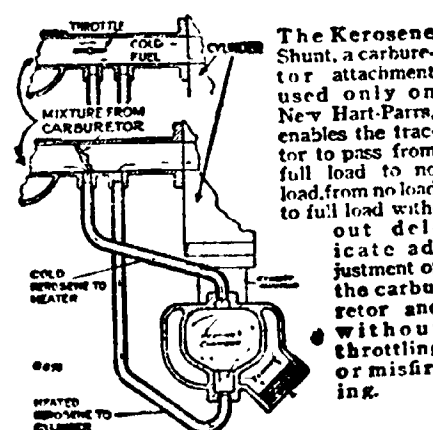 THROTTLE
COLD
FUEL
CYLINDER
MIXTURE FROM
CARBURETOR
COLD
KEROSENE TO
HEATER
HEATED
KEROSENE TO
CYLINDER
The Kerosene
Shunt, a carbure-
tor attachment
used only on
New Hart-Parrs,
enables the trac-
tor to pass from
full load to no
load, from no load
to full load with-
out del
icate ad
justment of
the carbu
retor and
withou
throttling
or misfir
ing.